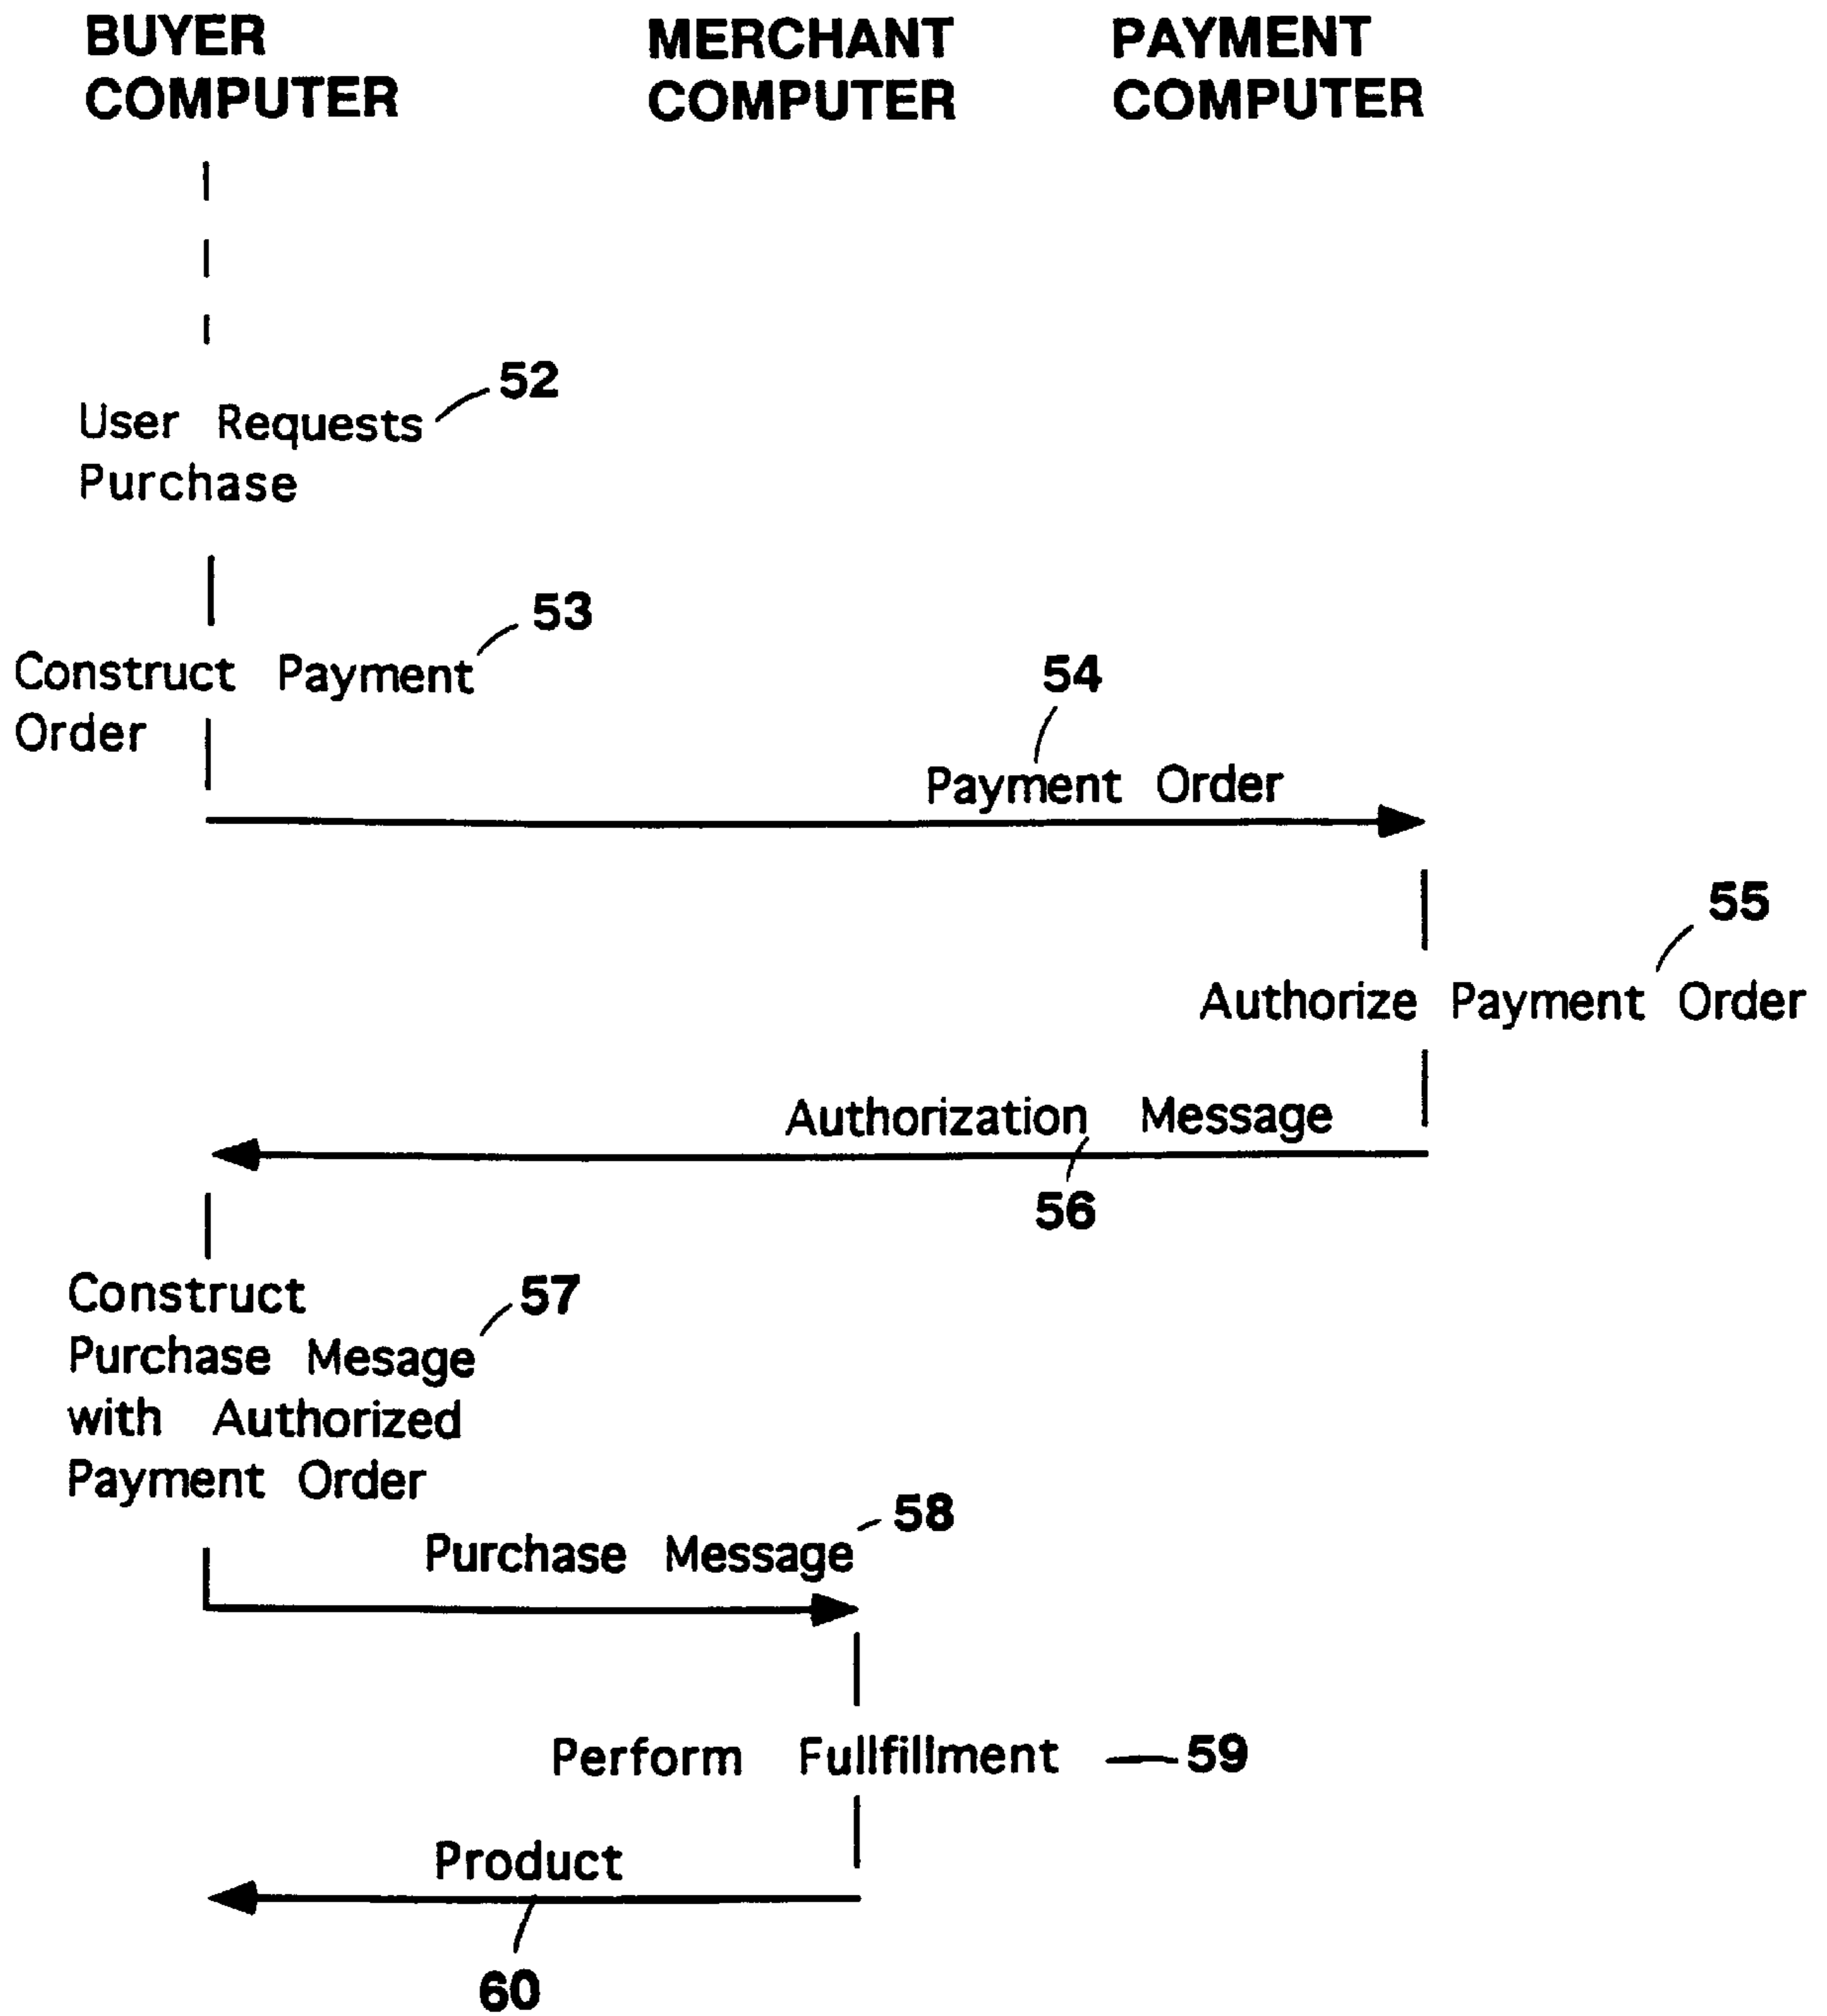 BUYER
COMPUTER
MERCHANT
COMPUTER
PAYMENT
COMPUTER
52
User Requests
Purchase
53
Construct Payment
Order
54
Payment Order
55
Authorize Payment Order
Authorization Message
56
Construct
57
Purchase Mesage
with Authorized
Payment Order
58
Purchase Message
Perform Fullfillment
59
Product
60